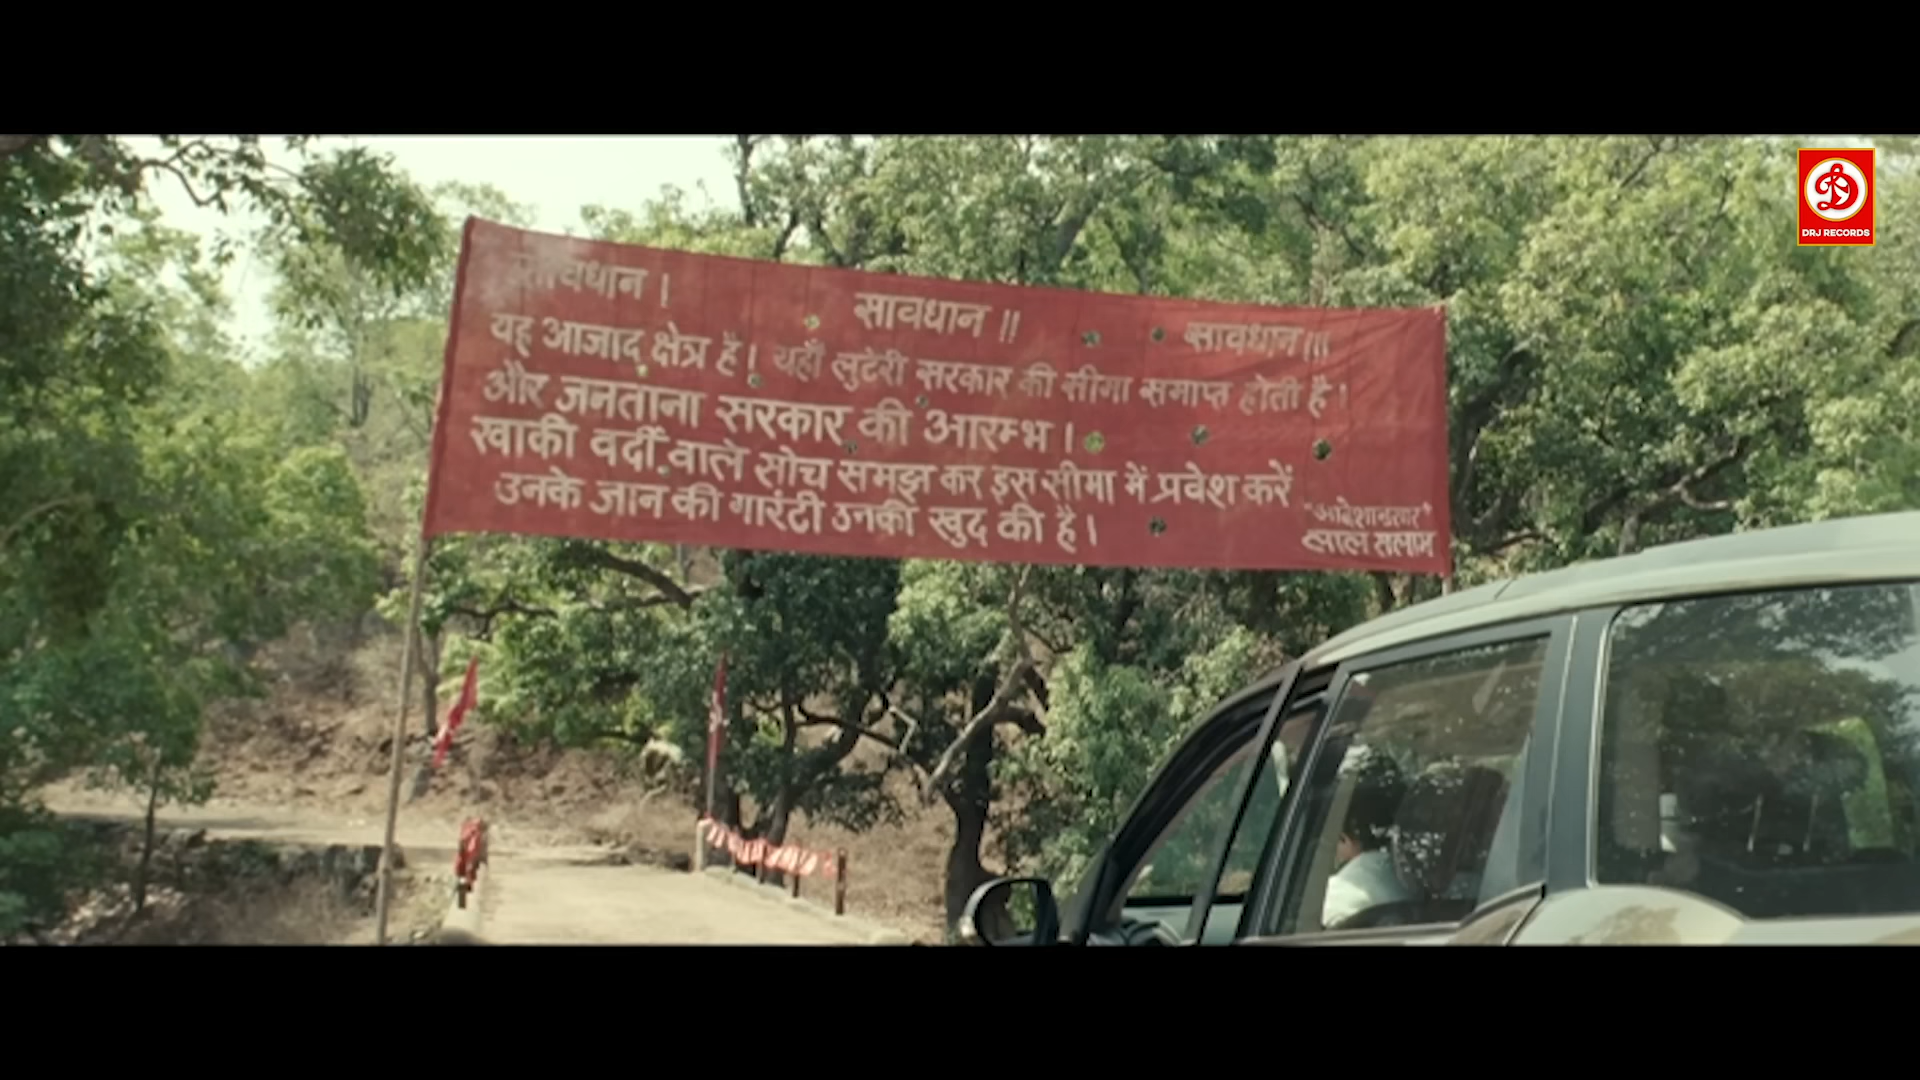 सावधान। सावधान॥ सावधान॥।
यह आजाद क्षेत्र है। यहाँ लुटेरी सरकार की सीमा समाप्त होती है।
और जनताना सरकार की आरम्भ।
खाकी वर्दी वाले सोच समझ कर इस सीमा में प्रवेश करें
उनके जान की गारंटी उनकी खुद की है।
"आदेशानुसार"
लाल सलाम
DRJ RECORDS